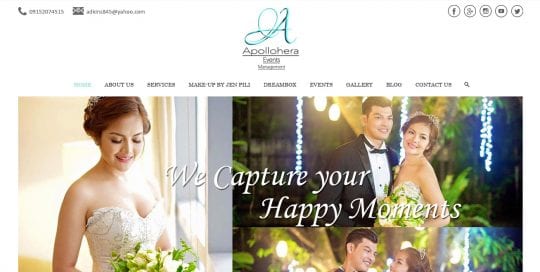 09152074515 adkins845@yahoo.com
Apollohera
Events
Management
HOME ABOUT US SERVICES MAKE-UP BY JEN PILI DREAMBOX EVENTS GALLERY BLOG CONTACT US
We Capture your
Happy Moments